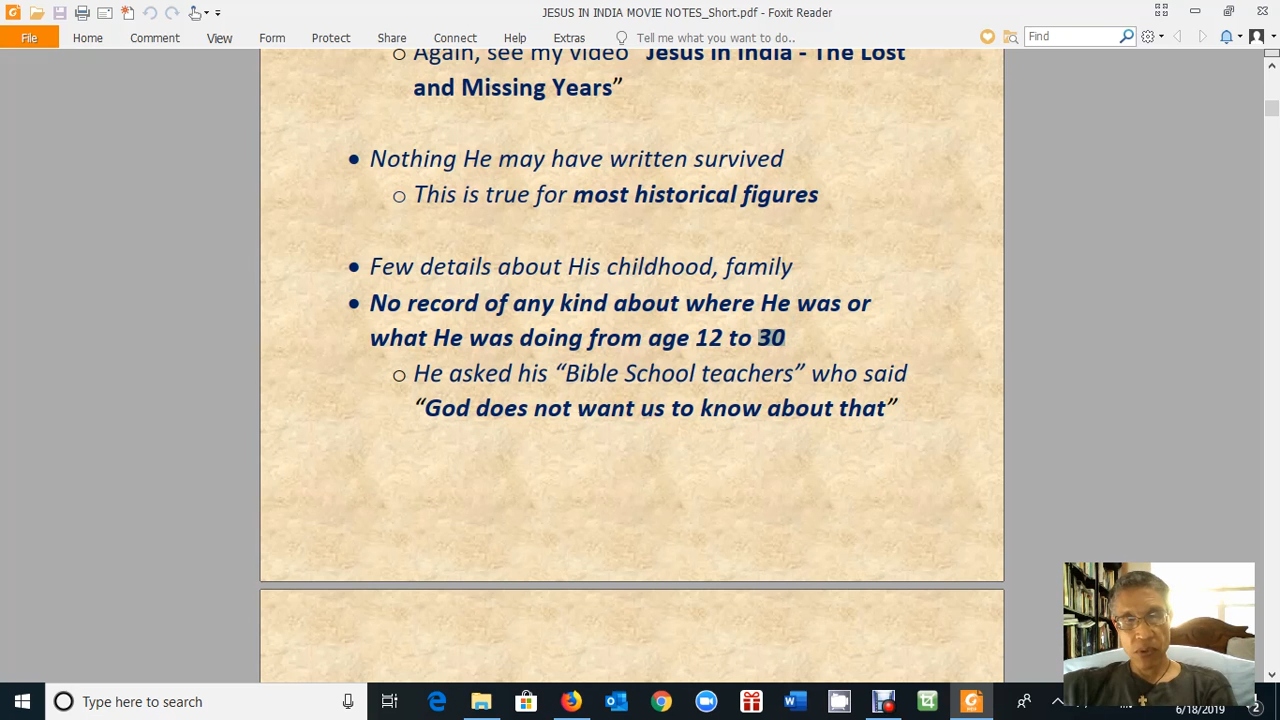 JESUS IN INDIA MOVIE NOTES_Short.pdf - Foxit Reader
File Home Comment View Form Protect Share Connect Help Extras Tell me what you want to do.. Find
Again, see my video "Jesus in India - The Lost
and Missing Years”
• Nothing He may have written survived
o This is true for most historical figures
• Few details about His childhood, family
• No record of any kind about where He was or
what He was doing from age 12 to 30
o He asked his “Bible School teachers” who said
“God does not want us to know about that”
Type here to search
6/18/2019